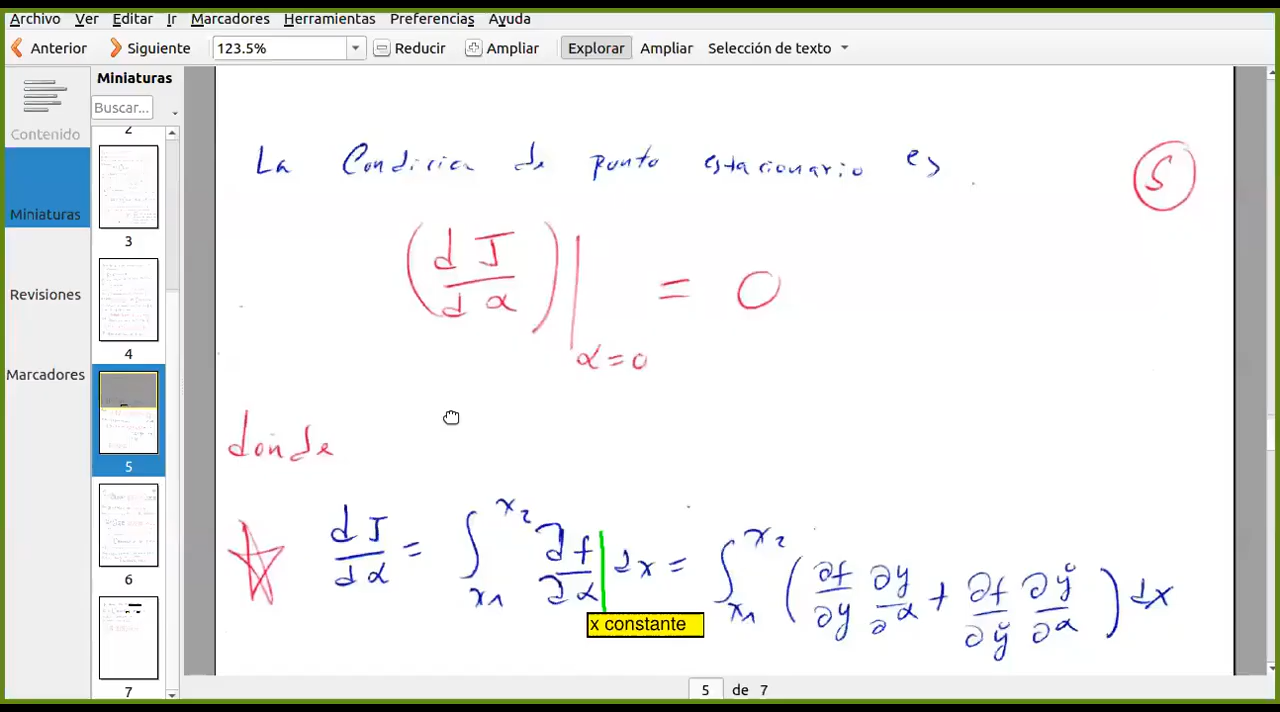 Archivo Ver Editar Ir Marcadores Herramientas Preferencias Ayuda
Anterior Siguiente 123.5% Reducir Ampliar Explorar Ampliar Selección de texto
Contenido
Miniaturas
Revisiones
Marcadores
Miniaturas
Buscar...
2
3
4
5
6
7
La Condicion de punto estacionario es
5
(dJ/dα)|α=0 = 0
donde
dJ/dα = ∫x1^x2 ∂f/∂α| dx = ∫x1^x2 (∂f/∂y ∂y/∂α + ∂f/∂ẏ ∂ẏ/∂α) dx
x constante
5 de 7